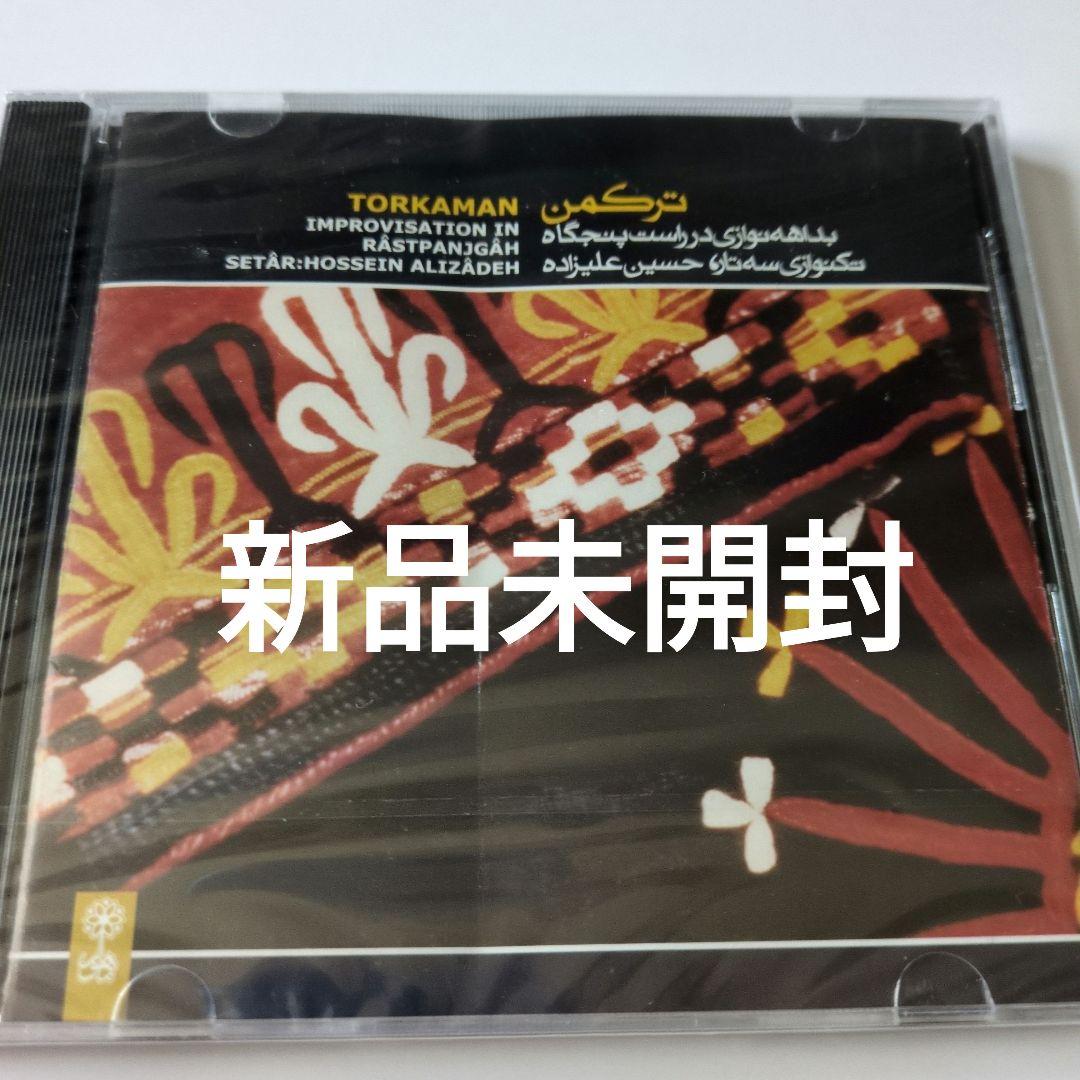 TORKAMAN
IMPROVISATION IN
RÂSTPANJGÂH
SETÂR:HOSSEIN ALIZÂDEH
ترکمن
بداهه‌نوازی در راست پنجگاه
تکنوازی سه‌تار، حسین علیزاده
新品未開封